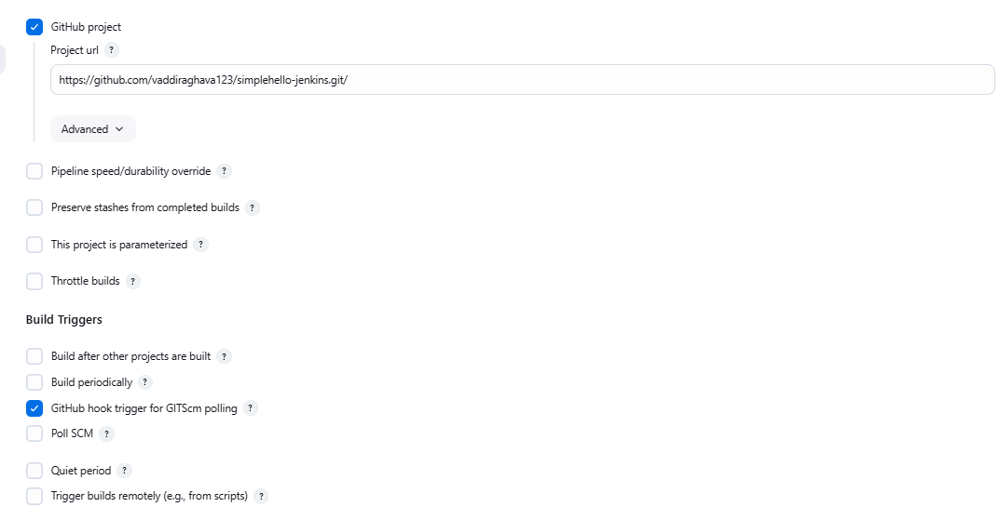 GitHub project
Project url ?
https://github.com/vaddiraghava123/simplehello-jenkins.git/
Advanced
Pipeline speed/durability override ?
Preserve stashes from completed builds ?
This project is parameterized ?
Throttle builds ?
Build Triggers
Build after other projects are built ?
Build periodically ?
GitHub hook trigger for GITScm polling ?
Poll SCM ?
Quiet period ?
Trigger builds remotely (e.g., from scripts) ?